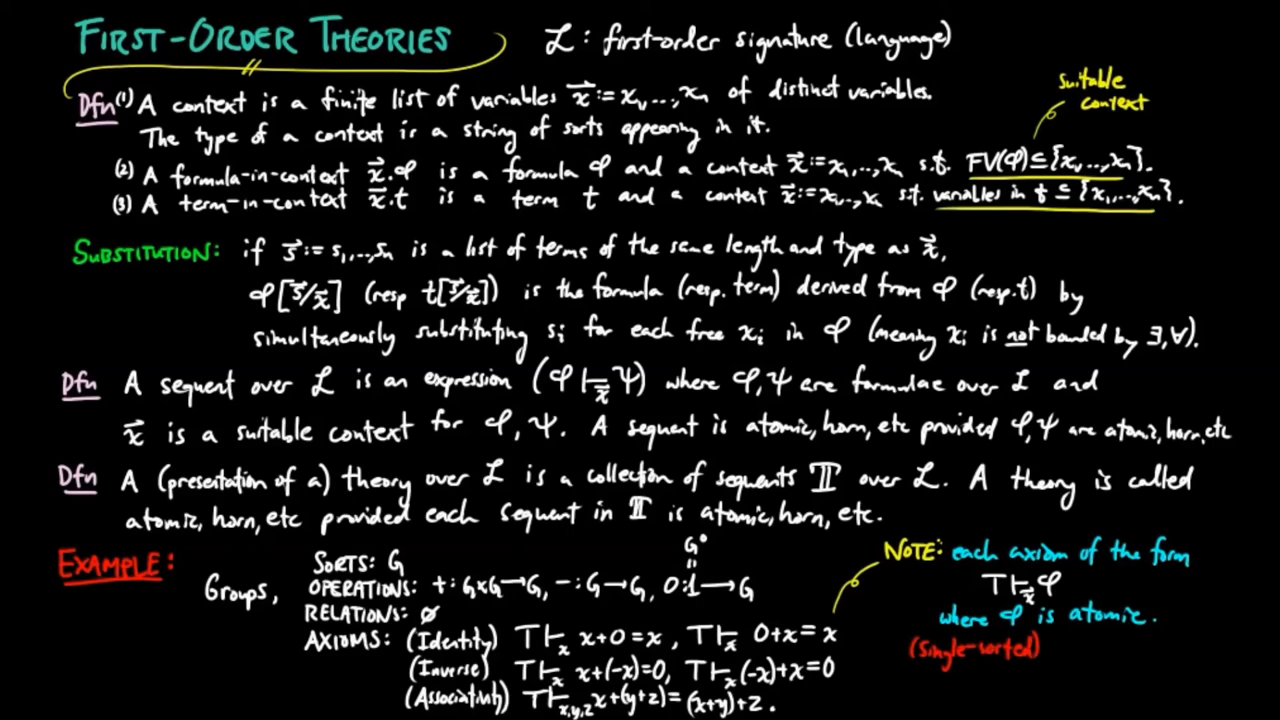 FIRST-ORDER THEORIES
ℒ : first-order signature (language)
suitable context
Dfn (1) A context is a finite list of variables x⃗ := x₁,...,xₙ of distinct variables.
The type of a context is a string of sorts appearing in it.
(2) A formula-in-context x⃗.φ is a formula φ and a context x⃗ := x₁,...,xₙ s.t. FV(φ) ⊆ {x₁,...,xₙ}.
(3) A term-in-context x⃗.t is a term t and a context x⃗ := x₁,...,xₙ s.t. variables in t ⊆ {x₁,...,xₙ}.
SUBSTITUTION: if s⃗ := s₁,...,sₙ is a list of terms of the same length and type as x⃗,
φ[s⃗/x⃗] (resp t[s⃗/x⃗]) is the formula (resp. term) derived from φ (resp. t) by
simultaneously substituting sᵢ for each free xᵢ in φ (meaning xᵢ is not bounded by ∃,∀).
Dfn A sequent over ℒ is an expression (φ ⊢_x⃗ ψ) where φ,ψ are formulae over ℒ and
x⃗ is a suitable context for φ,ψ. A sequent is atomic, horn, etc provided φ,ψ are atomic, horn, etc
Dfn A (presentation of a) theory over ℒ is a collection of sequents 𝕋 over ℒ. A theory is called
atomic, horn, etc provided each sequent in 𝕋 is atomic, horn, etc.
EXAMPLE:
Groups,
SORTS: G
G⁰
=
OPERATIONS: +: G×G→G, −: G→G, 0: 1→G
RELATIONS: ∅
AXIOMS: (Identity) ⊤ ⊢_x x+0=x , ⊤ ⊢_x 0+x=x
(Inverse) ⊤ ⊢_x x+(-x)=0, ⊤ ⊢_x (-x)+x=0
(Associativity) ⊤ ⊢_x,y,z x+(y+z)=(x+y)+z.
NOTE: each axiom of the form
⊤ ⊢_x⃗ φ
where φ is atomic.
(single-sorted)